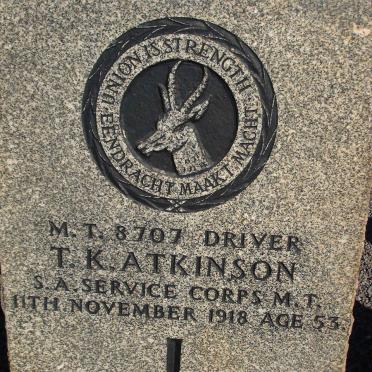 UNION IS STRENGTH
EENDRACHT MAAKT MACHT
M.T. 8707 DRIVER
T.K. ATKINSON
S.A. SERVICE CORPS M.T.
11TH NOVEMBER 1918 AGE 53